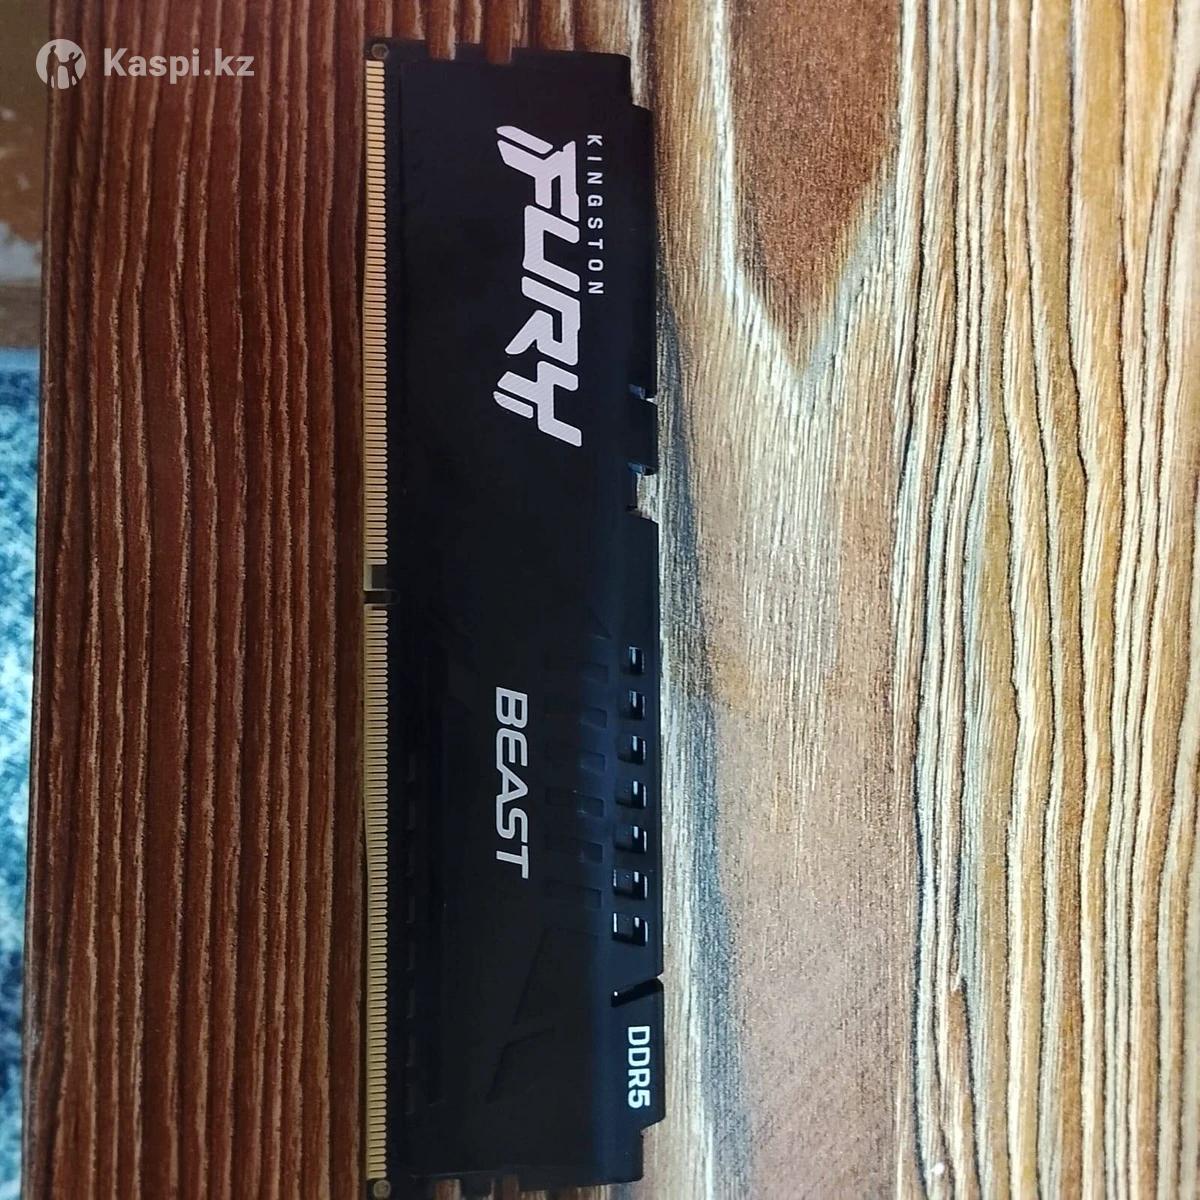 Kaspi.kz
KINGSTON
FURY
BEAST
DDR5